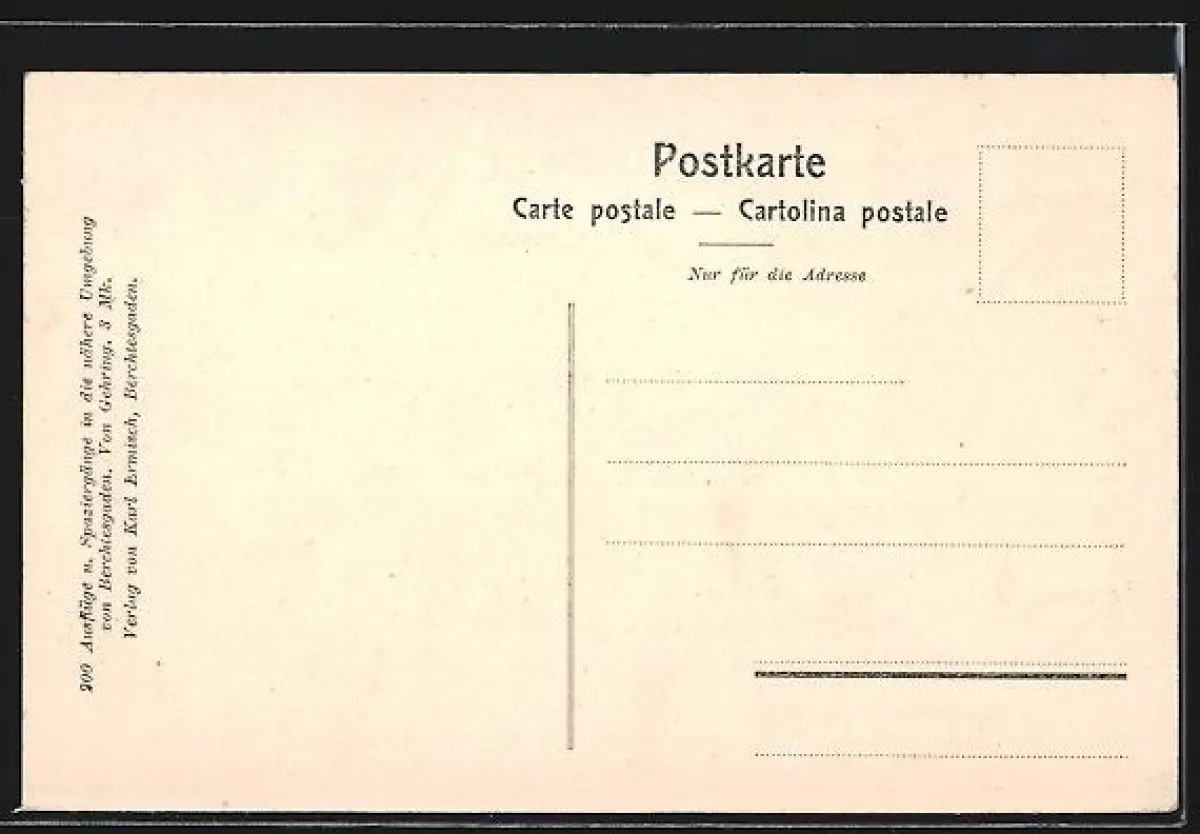 Postkarte
Carte postale — Cartolina postale
Nur für die Adresse
200 Ausflüge u. Spaziergänge in die nähere Umgebung
von Berchtesgaden. Von Gehring. 3 Mk.
Verlag von Karl Ermisch, Berchtesgaden.